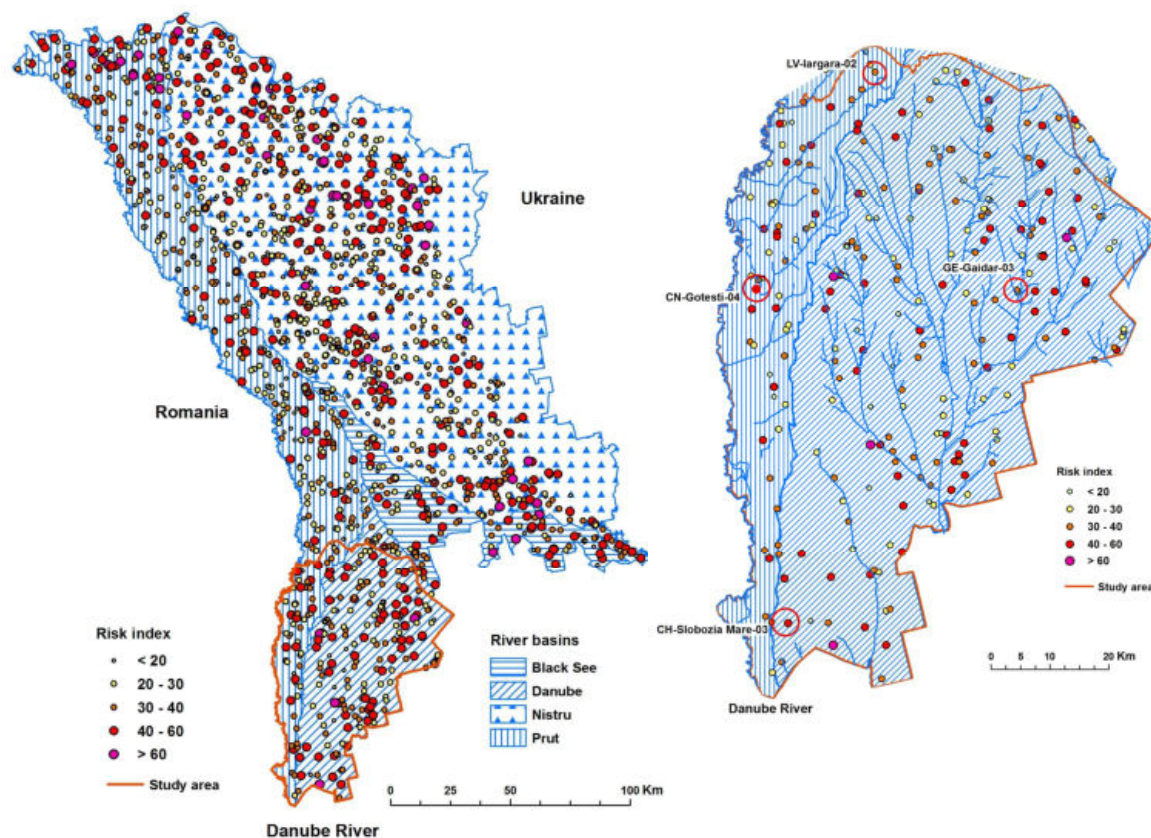 Ukraine
Romania
Risk index
< 20
20 - 30
30 - 40
40 - 60
> 60
Study area
River basins
Black See
Danube
Nistru
Prut
0 25 50 100 Km
Danube River
LV-Iargara-02
GE-Gaidar-03
CN-Gotesti-04
CH-Slobozia Mare-03
Risk index
< 20
20 - 30
30 - 40
40 - 60
> 60
Study area
0 5 10 20 Km
Danube River